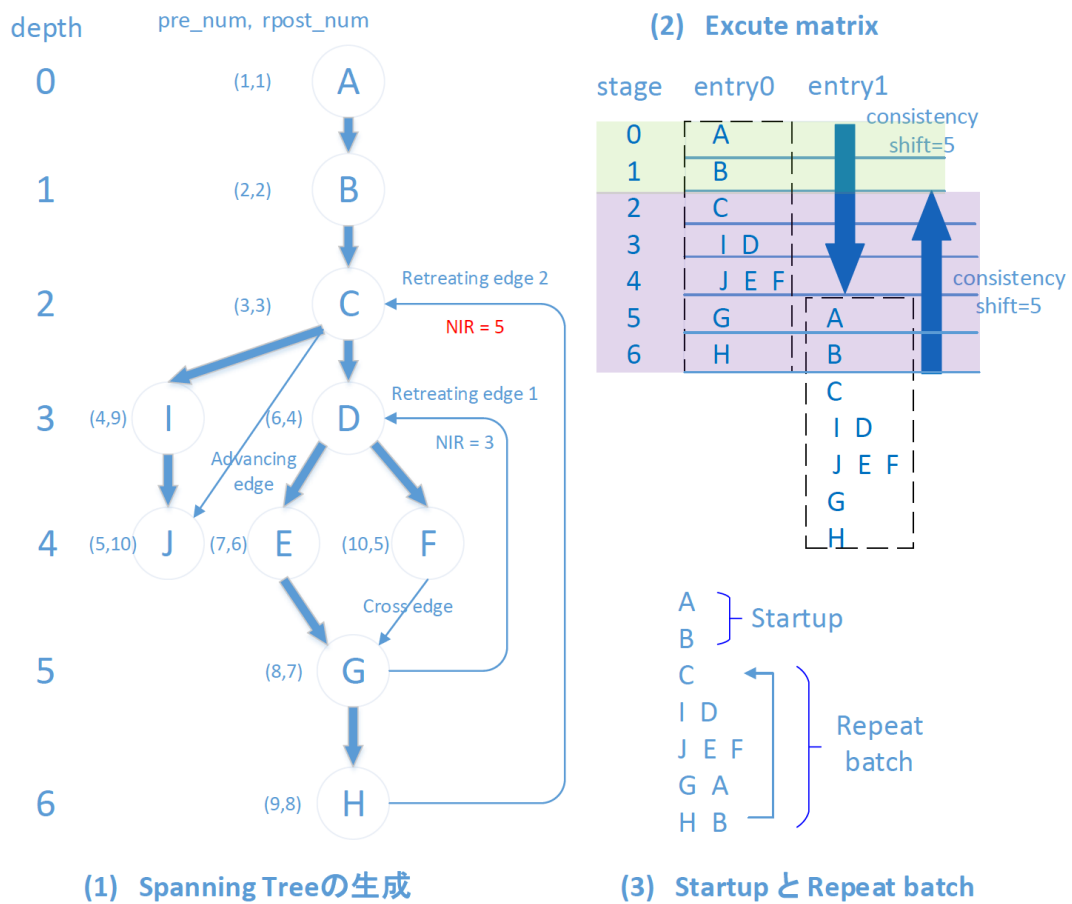 pre_num, rpost_num
depth
0
(1,1)
A
1
(2,2)
B
Retreating edge 2
2
(3,3)
C
NIR = 5
Retreating edge 1
3
(4,9)
I
(6,4)
D
NIR = 3
Advancing
edge
4
(5,10)
J
(7,6)
E
(10,5)
F
Cross edge
5
(8,7)
G
6
(9,8)
H
(1) Spanning Treeの生成
(2) Excute matrix
stage entry0 entry1
consistency
shift=5
0 A
1 B
2 C
3 I D
4 J E F
consistency
shift=5
5 G A
6 H B
C
I D
J E F
G
H
A
B
Startup
C
I D
J E F
G A
H B
Repeat
batch
(3) Startup と Repeat batch